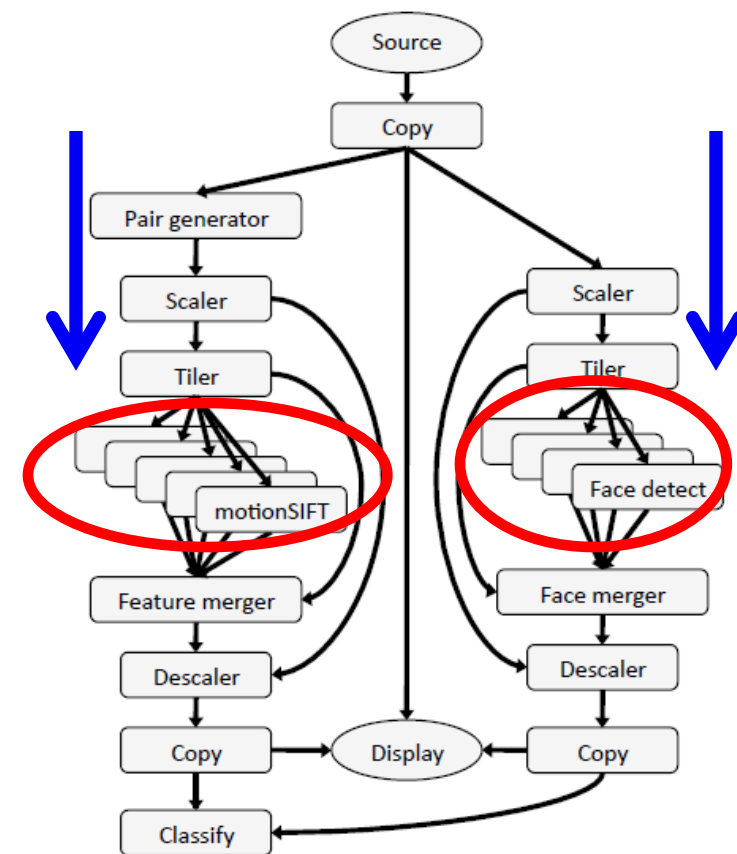 Source
Copy
Pair generator
Scaler
Scaler
Tiler
Tiler
motionSIFT
Face detect
Feature merger
Face merger
Descaler
Descaler
Copy
Display
Copy
Classify